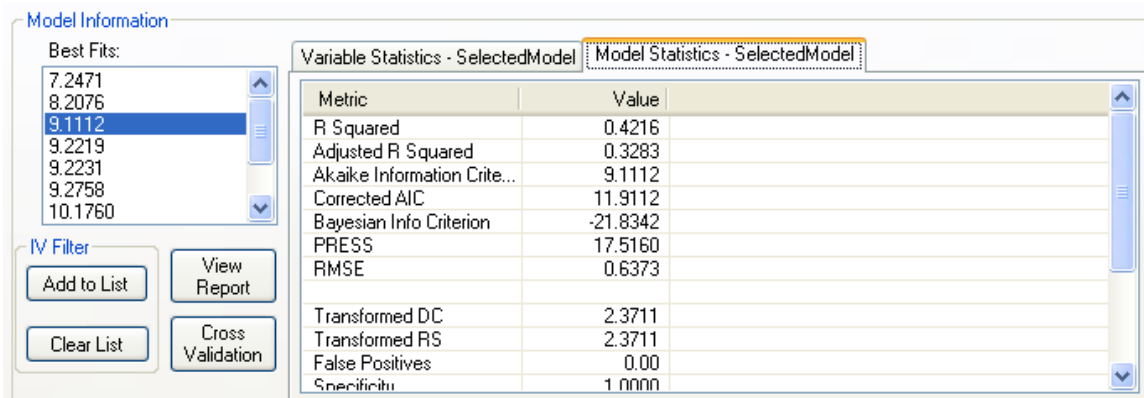 Model Information
Best Fits:
7.2471
8.2076
9.1112
9.2219
9.2231
9.2758
10.1760
IV Filter
Add to List
Clear List
View
Report
Cross
Validation
Variable Statistics - SelectedModel
Model Statistics - SelectedModel
Metric Value
R Squared 0.4216
Adjusted R Squared 0.3283
Akaike Information Crite... 9.1112
Corrected AIC 11.9112
Bayesian Info Criterion -21.8342
PRESS 17.5160
RMSE 0.6373
Transformed DC 2.3711
Transformed RS 2.3711
False Positives 0.00
Specificity 1.0000